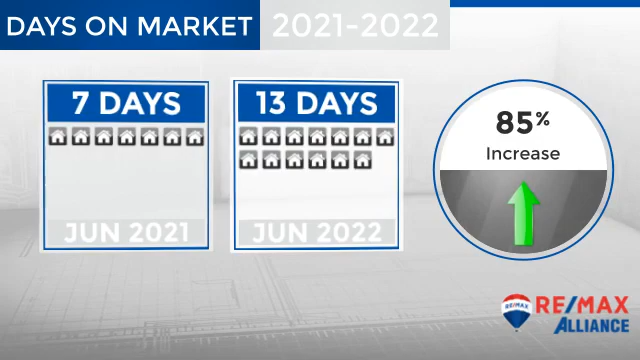 DAYS ON MARKET 2021-2022
7 DAYS
JUN 2021
13 DAYS
JUN 2022
85%
Increase
RE/MAX
RE/MAX
ALLIANCE